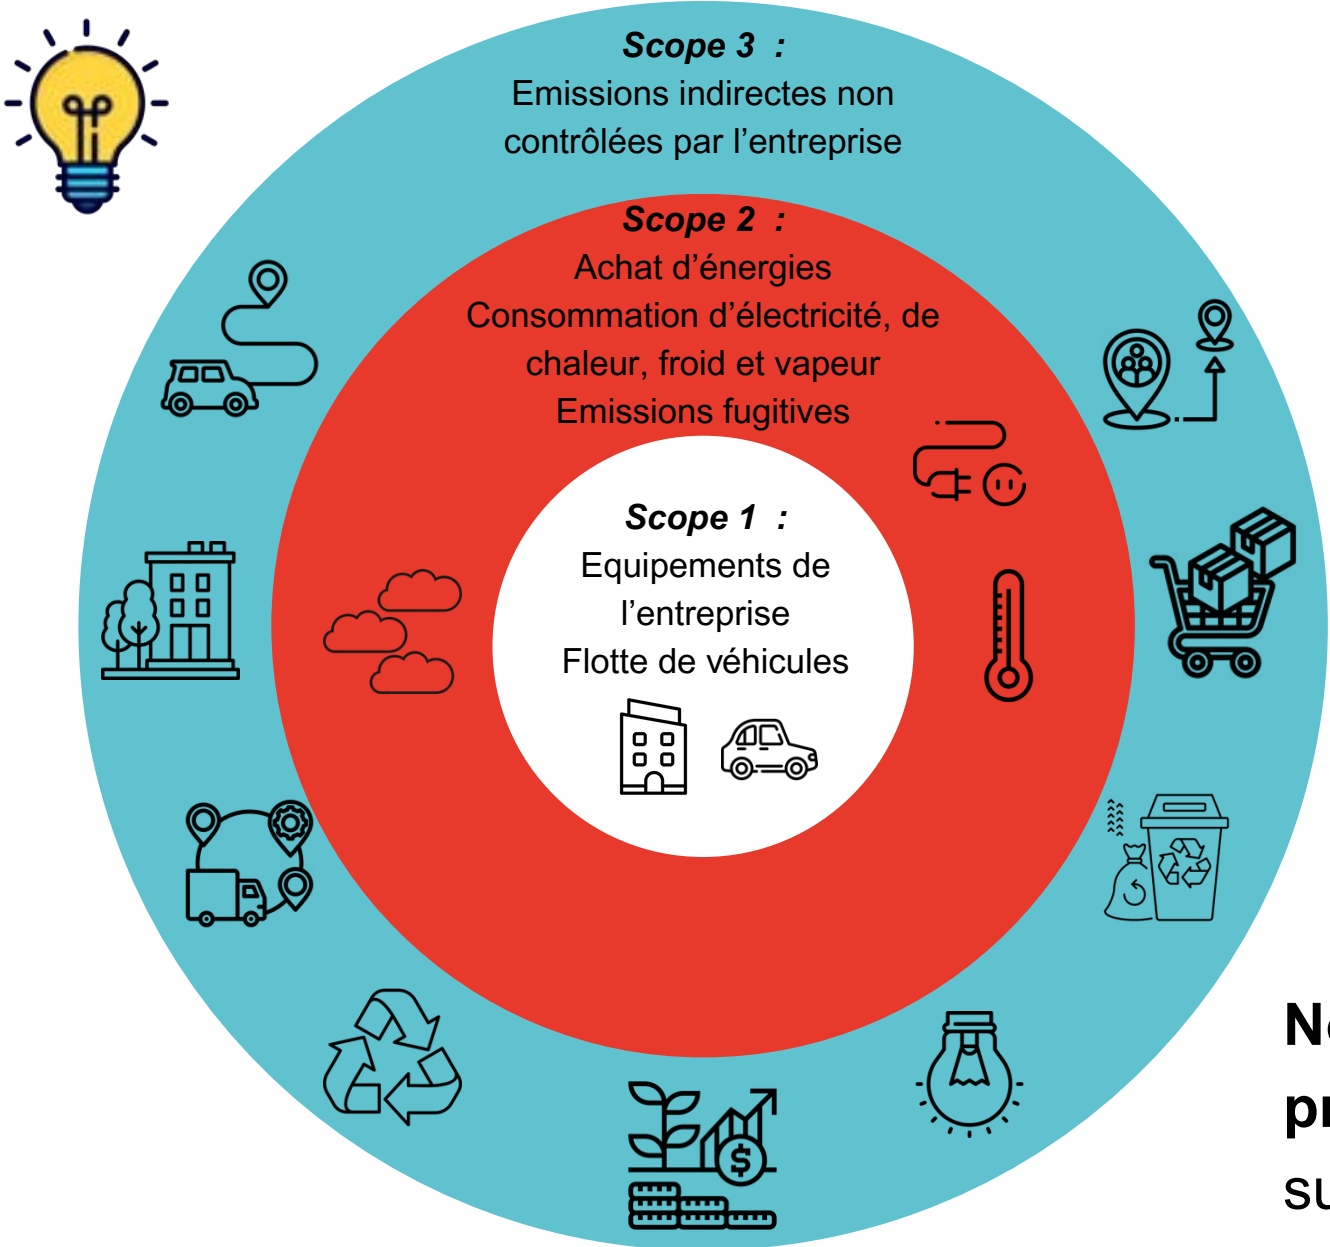 Scope 3 :
Emissions indirectes non
contrôlées par l’entreprise
Scope 2 :
Achat d’énergies
Consommation d’électricité, de
chaleur, froid et vapeur
Emissions fugitives
Scope 1 :
Equipements de
l’entreprise
Flotte de véhicules